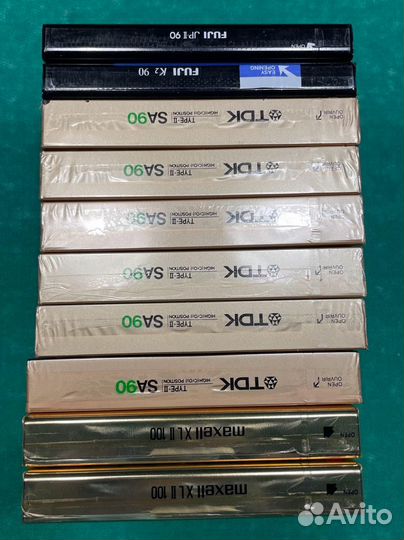 OPEN FUJI JPII 90
EASY OPENING FUJI K2 90
OPEN OUVRIR TDK TYPE II HIGH (CrO2) POSITION SA90
OUVRIR TDK TYPE II HIGH (CrO2) POSITION SA90
TDK TYPE II HIGH (CrO2) POSITION SA90
OPEN OUVRIR TDK TYPE II HIGH (CrO2) POSITION SA90
OPEN OUVRIR TDK TYPE II HIGH (CrO2) POSITION SA90
OPEN OUVRIR TDK TYPE II HIGH (CrO2) POSITION SA90
OPEN maxell XL II 100
OPEN maxell XL II 100
Avito